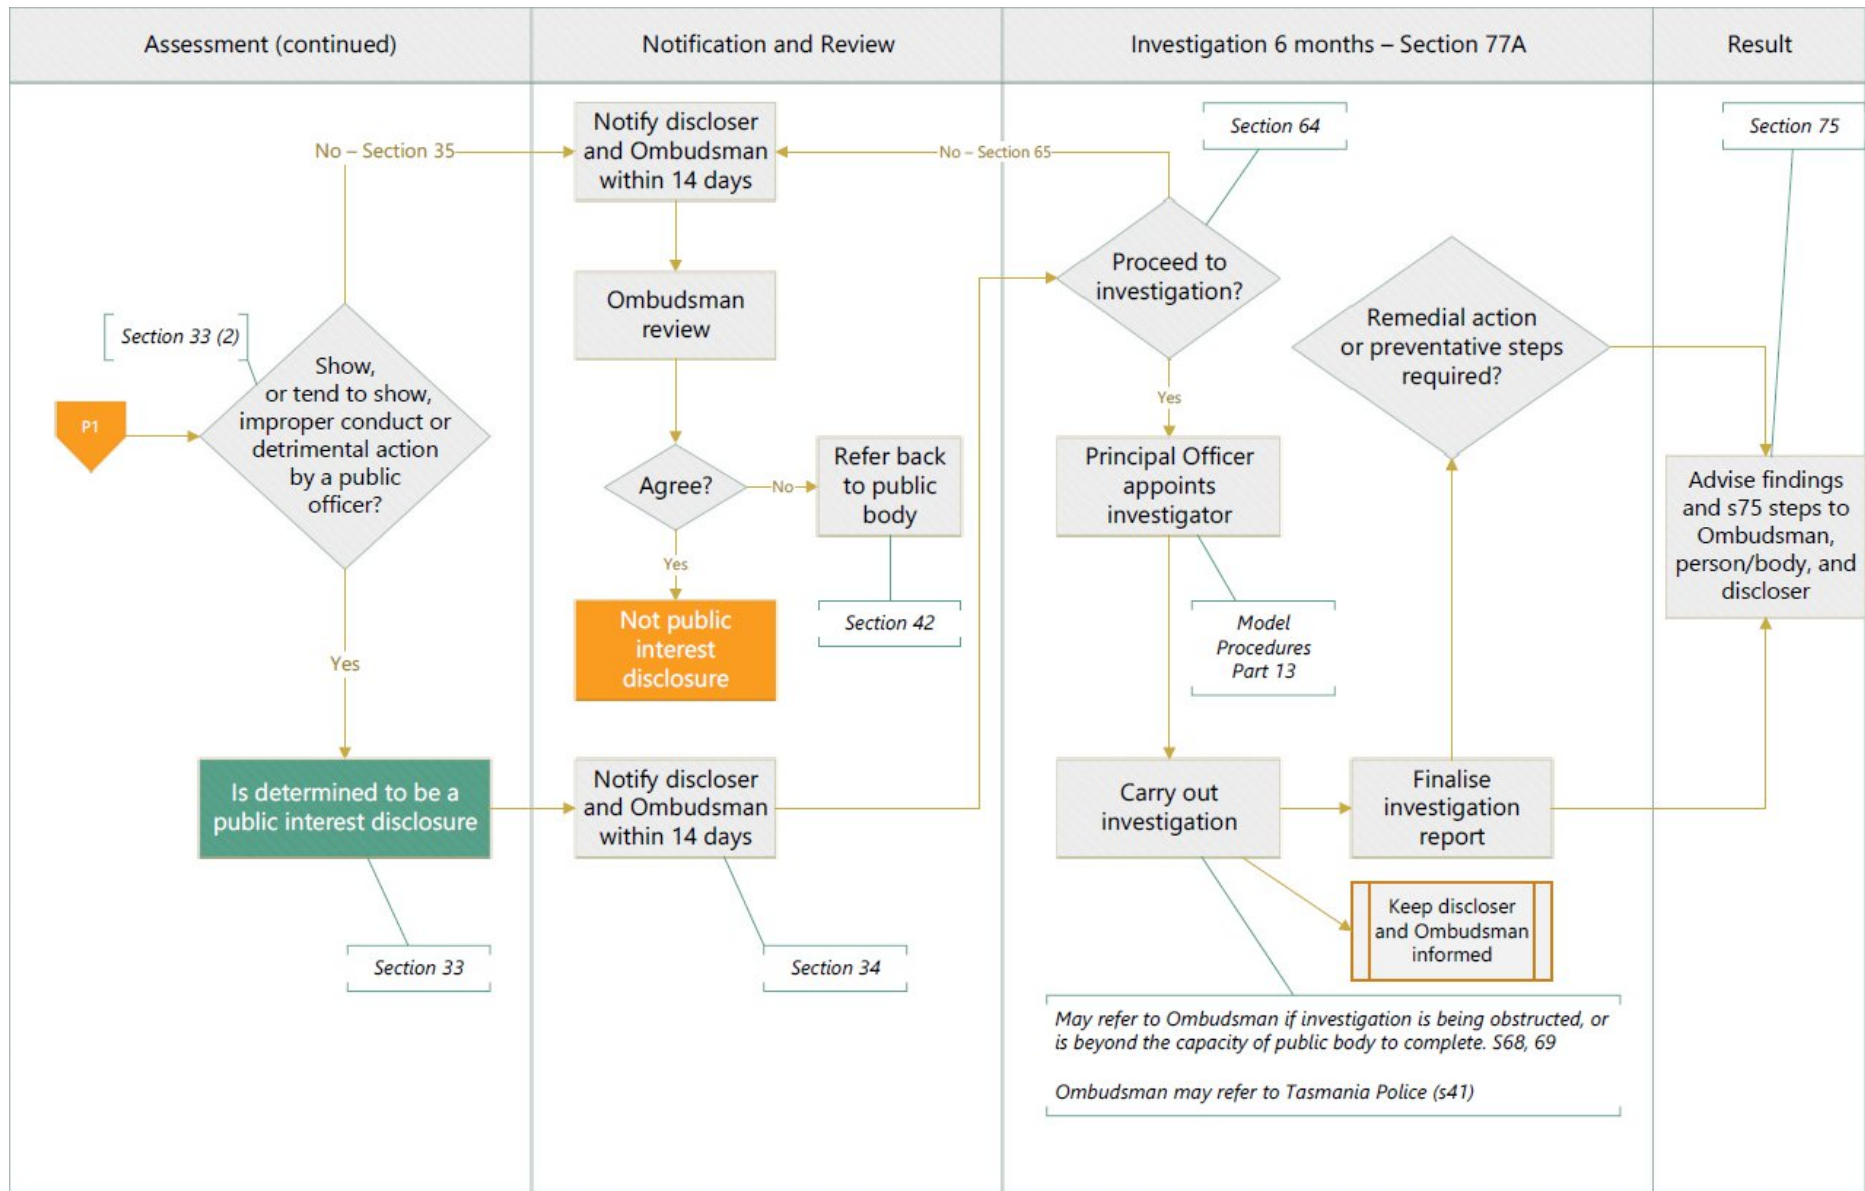 Assessment (continued)
Notification and Review
Investigation 6 months – Section 77A
Result
No – Section 35
Section 33 (2)
P1
Show,
or tend to show,
improper conduct or
detrimental action
by a public
officer?
Yes
Is determined to be a
public interest disclosure
Section 33
Notify discloser
and Ombudsman
within 14 days
Ombudsman
review
Agree?
No
Refer back
to public
body
Section 42
Yes
Not public
interest
disclosure
Notify discloser
and Ombudsman
within 14 days
Section 34
No – Section 65
Section 64
Proceed to
investigation?
Yes
Principal Officer
appoints
investigator
Model
Procedures
Part 13
Carry out
investigation
Finalise
investigation
report
Keep discloser
and Ombudsman
informed
May refer to Ombudsman if investigation is being obstructed, or
is beyond the capacity of public body to complete. S68, 69
Ombudsman may refer to Tasmania Police (s41)
Remedial action
or preventative steps
required?
Section 75
Advise findings
and s75 steps to
Ombudsman,
person/body, and
discloser